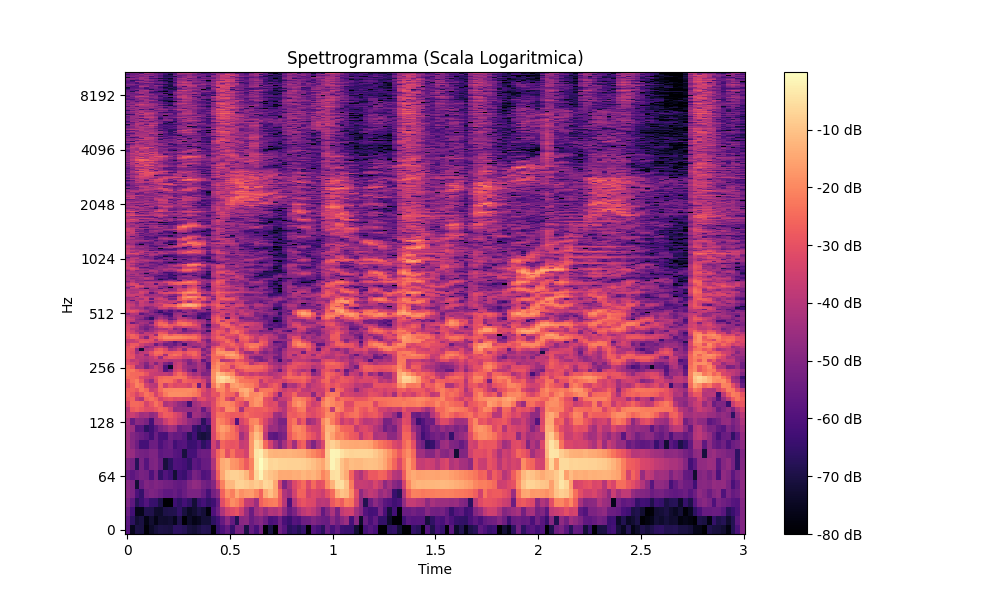 Spettrogramma (Scala Logaritmica)
8192
4096
2048
1024
512
256
128
64
0
Hz
0
0.5
1
1.5
2
2.5
3
Time
-10 dB
-20 dB
-30 dB
-40 dB
-50 dB
-60 dB
-70 dB
-80 dB